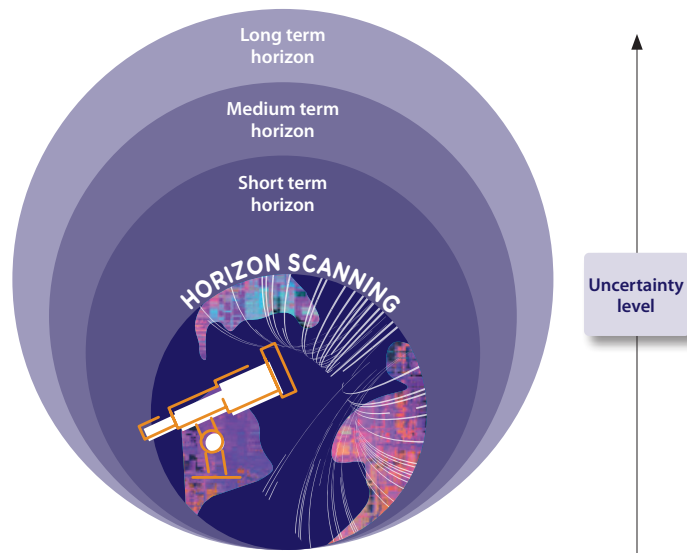 Long term
horizon
Medium term
horizon
Short term
horizon
HORIZON SCANNING
Uncertainty
level